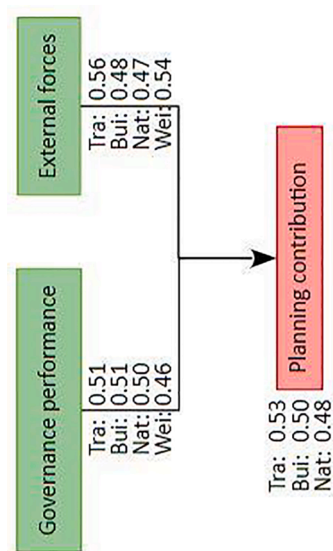 External forces
Tra: 0.56
Bui: 0.48
Nat: 0.47
Wei: 0.54
Governance performance
Tra: 0.51
Bui: 0.51
Nat: 0.50
Wei: 0.46
Planning contribution
Tra: 0.53
Bui: 0.50
Nat: 0.48